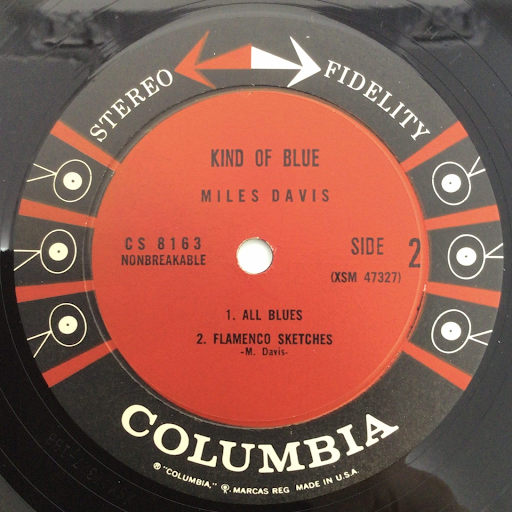 STEREO FIDELITY
KIND OF BLUE
MILES DAVIS
CS 8163
NONBREAKABLE
SIDE 2
(XSM 47327)
1. ALL BLUES
2. FLAMENCO SKETCHES
-M. Davis-
COLUMBIA
® "COLUMBIA," ®. MARCAS REG MADE IN U.S.A.